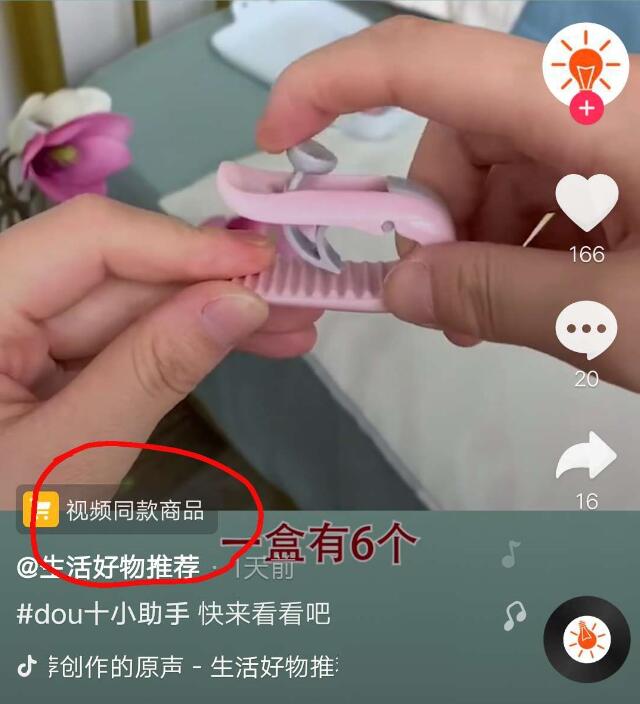 166
20
16
视频同款商品
一盒有6个
@生活好物推荐 · 1天前
#dou十小助手 快来看看吧
创作的原声 - 生活好物推